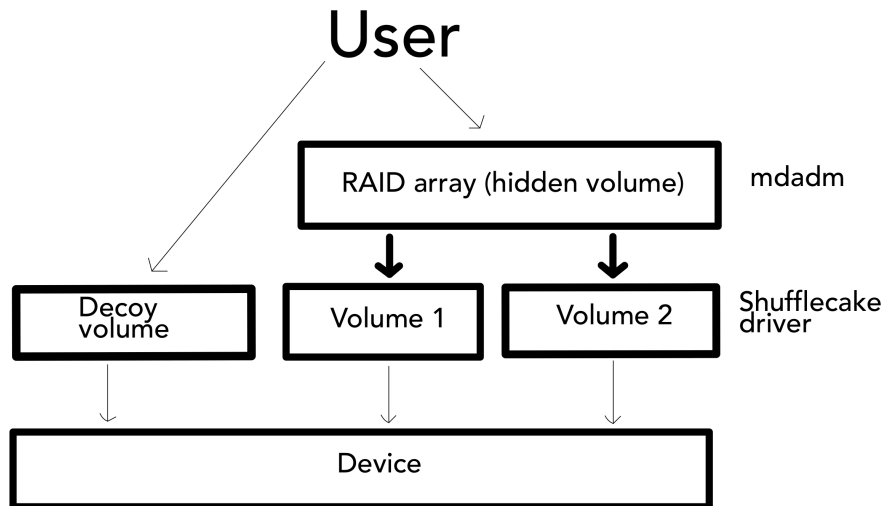 User
RAID array (hidden volume)
mdadm
Decoy
volume
Volume 1
Volume 2
Shufflecake
driver
Device